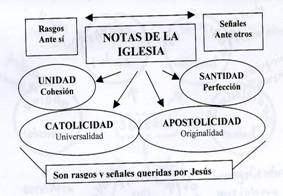 Rasgos
Ante sí
NOTAS DE LA
IGLESIA
Señales
Ante otros
UNIDAD
Cohesión
SANTIDAD
Perfección
CATOLICIDAD
Universalidad
APOSTOLICIDAD
Originalidad
Son rasgos y señales queridas por Jesús